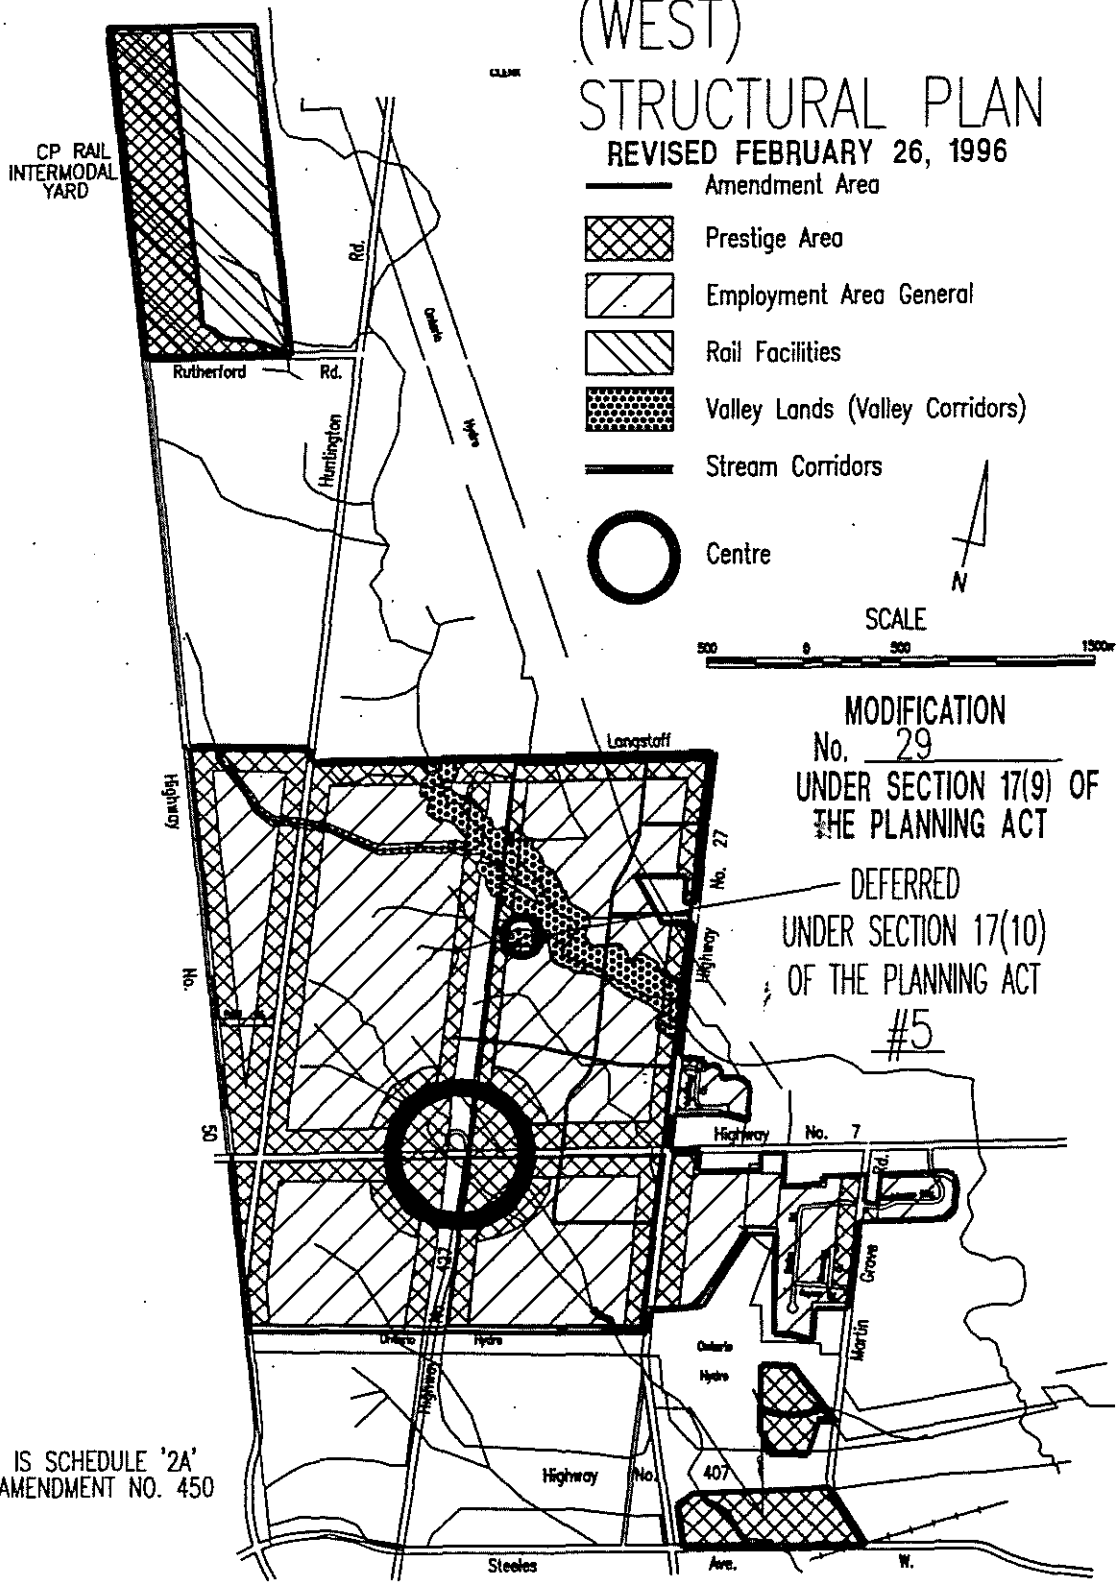 (WEST)
STRUCTURAL PLAN
REVISED FEBRUARY 26, 1996
Amendment Area
Prestige Area
Employment Area General
Rail Facilities
Valley Lands (Valley Corridors)
Stream Corridors
Centre
N
SCALE
500 0 500 1500m
CP RAIL
INTERMODAL
YARD
Rd.
Ontario
Hydro
Rutherford Rd.
Huntington
Langstaff
MODIFICATION
No. 29
UNDER SECTION 17(9) OF
THE PLANNING ACT
DEFERRED
UNDER SECTION 17(10)
OF THE PLANNING ACT
#5
Highway
No.
50
Highway No. 27
Highway No. 7
Rd.
Grove
Martin
Highway No. 427
Ontario Hydro
Ontario
Hydro
IS SCHEDULE '2A'
AMENDMENT NO. 450
Highway No. 407
Steeles Ave. W.